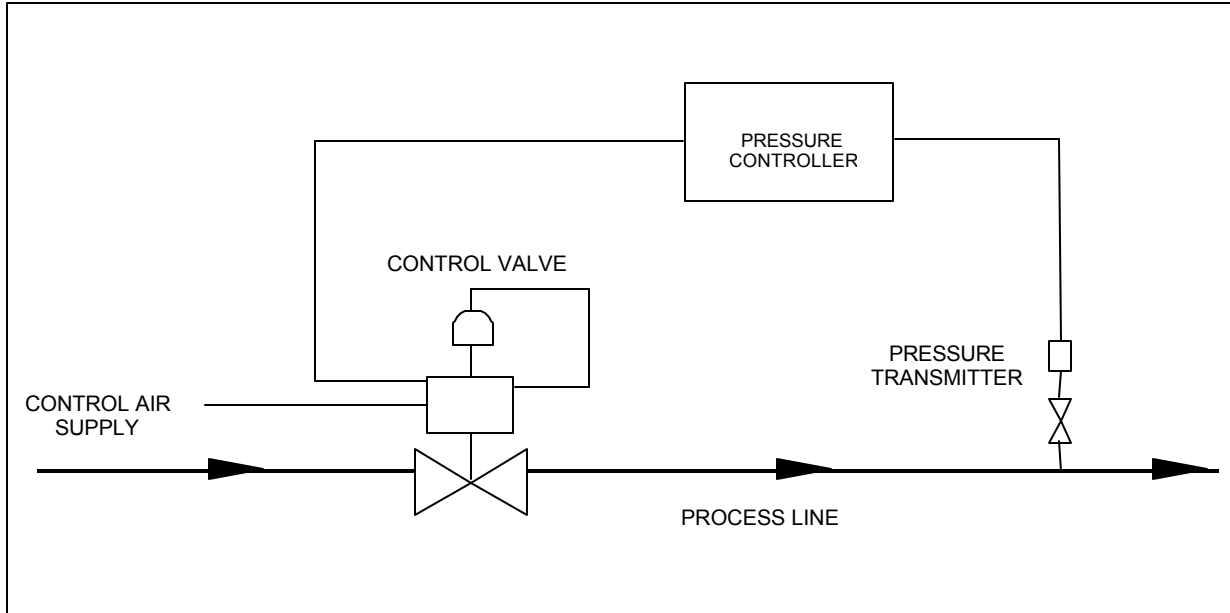 PRESSURE
CONTROLLER
CONTROL VALVE
PRESSURE
TRANSMITTER
CONTROL AIR
SUPPLY
PROCESS LINE